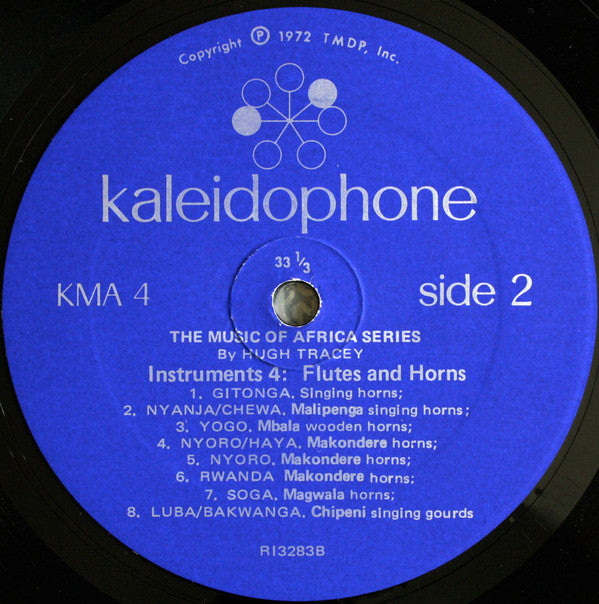 Copyright Ⓟ 1972 TMDP, Inc.
kaleidophone
33 1/3
KMA 4
side 2
THE MUSIC OF AFRICA SERIES
By HUGH TRACEY
Instruments 4: Flutes and Horns
1. GITONGA. Singing horns;
2. NYANJA/CHEWA. Malipenga singing horns;
3. YOGO. Mbala wooden horns;
4. NYORO/HAYA. Makondere horns;
5. NYORO. Makondere horns;
6. RWANDA Makondere horns;
7. SOGA. Magwala horns;
8. LUBA/BAKWANGA. Chipeni singing gourds
RI3283B